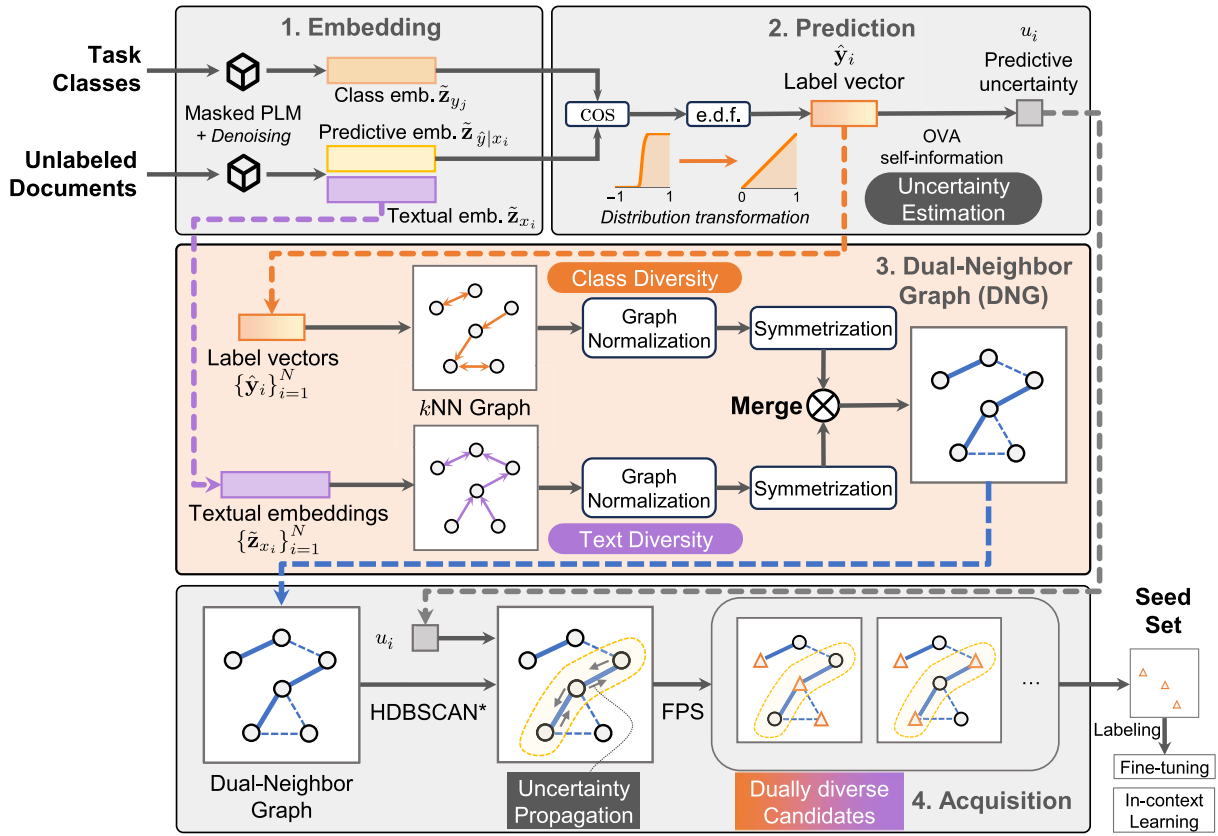 1. Embedding
Task
Classes
Masked PLM
+ Denoising
Class emb. z̃_{y_j}
Predictive emb. z̃_{ŷ|x_i}
Unlabeled
Documents
Textual emb. z̃_{x_i}
2. Prediction
ŷ_i
Label vector
u_i
Predictive
uncertainty
COS
e.d.f.
OVA
self-information
−1
1
0
1
Distribution transformation
Uncertainty
Estimation
3. Dual-Neighbor
Graph (DNG)
Class Diversity
Label vectors
{ŷ_i}_{i=1}^N
kNN Graph
Graph
Normalization
Symmetrization
Merge
Textual embeddings
{z̃_{x_i}}_{i=1}^N
Graph
Normalization
Symmetrization
Text Diversity
u_i
HDBSCAN*
FPS
...
Dual-Neighbor
Graph
Uncertainty
Propagation
Dually diverse
Candidates
4. Acquisition
Seed
Set
Labeling
Fine-tuning
In-context
Learning